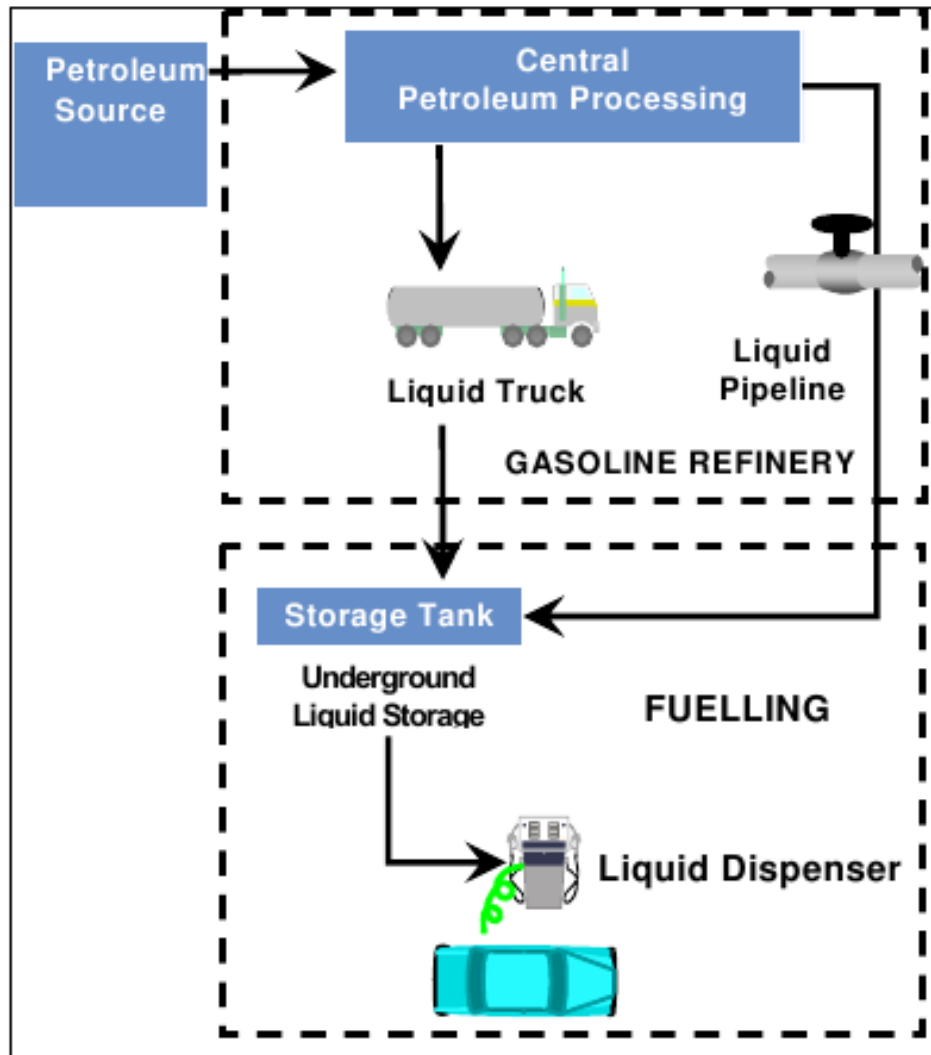 Petroleum
Source
Central
Petroleum Processing
Liquid Truck
Liquid
Pipeline
GASOLINE REFINERY
Storage Tank
Underground
Liquid Storage
FUELLING
Liquid Dispenser